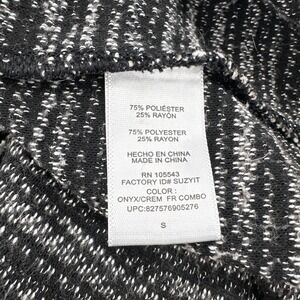 75% POLIÉSTER
25% RAYÓN
75% POLYESTER
25% RAYON
HECHO EN CHINA
MADE IN CHINA
RN 105543
FACTORY ID# SUZYIT
COLOR :
ONYX/CREM FR COMBO
UPC:827576905276
S